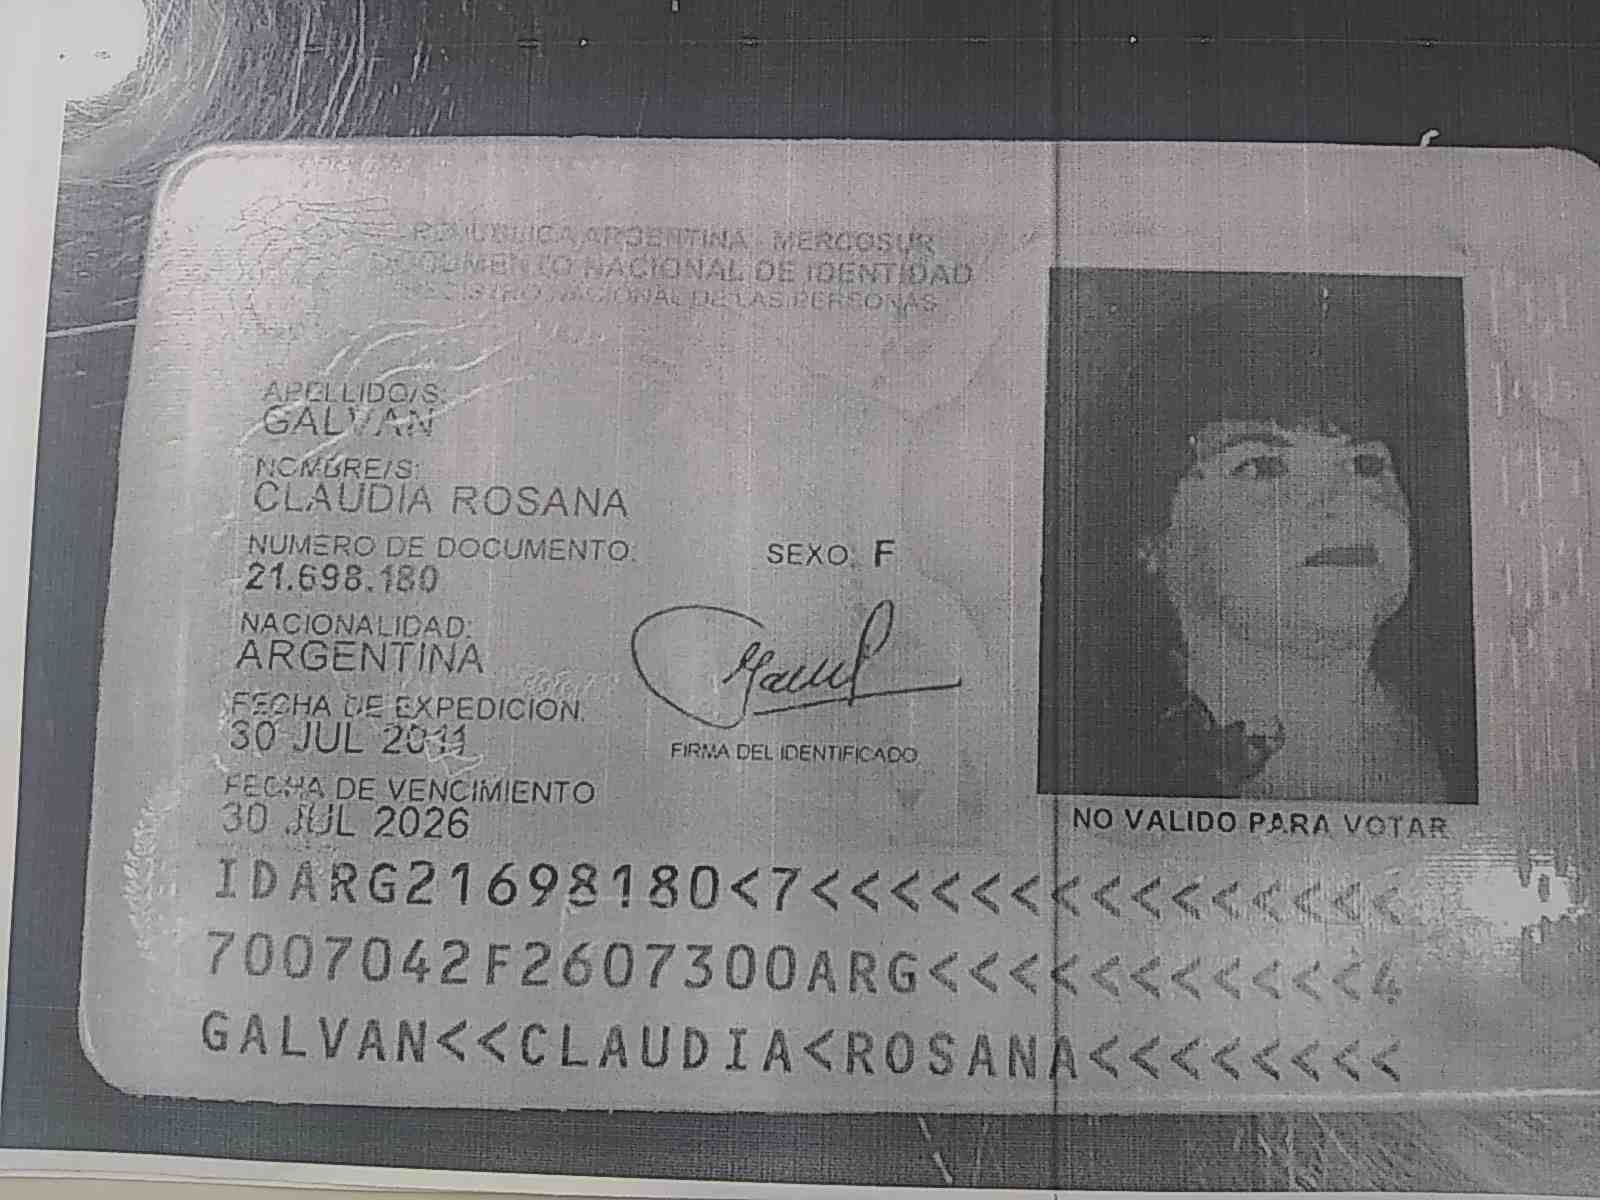 REPUBLICA ARGENTINA - MERCOSUR
DOCUMENTO NACIONAL DE IDENTIDAD
REGISTRO NACIONAL DE LAS PERSONAS
APELLIDO/S:
GALVAN
NOMBRE/S:
CLAUDIA ROSANA
NUMERO DE DOCUMENTO: SEXO: F
21.698.180
NACIONALIDAD:
ARGENTINA
FECHA DE EXPEDICION:
30 JUL 2011
FIRMA DEL IDENTIFICADO
FECHA DE VENCIMIENTO
30 JUL 2026
NO VALIDO PARA VOTAR
IDARG21698180<7<<<<<<<<<<<<<<<
7007042F2607300ARG<<<<<<<<<<<4
GALVAN<<CLAUDIA<ROSANA<<<<<<<<